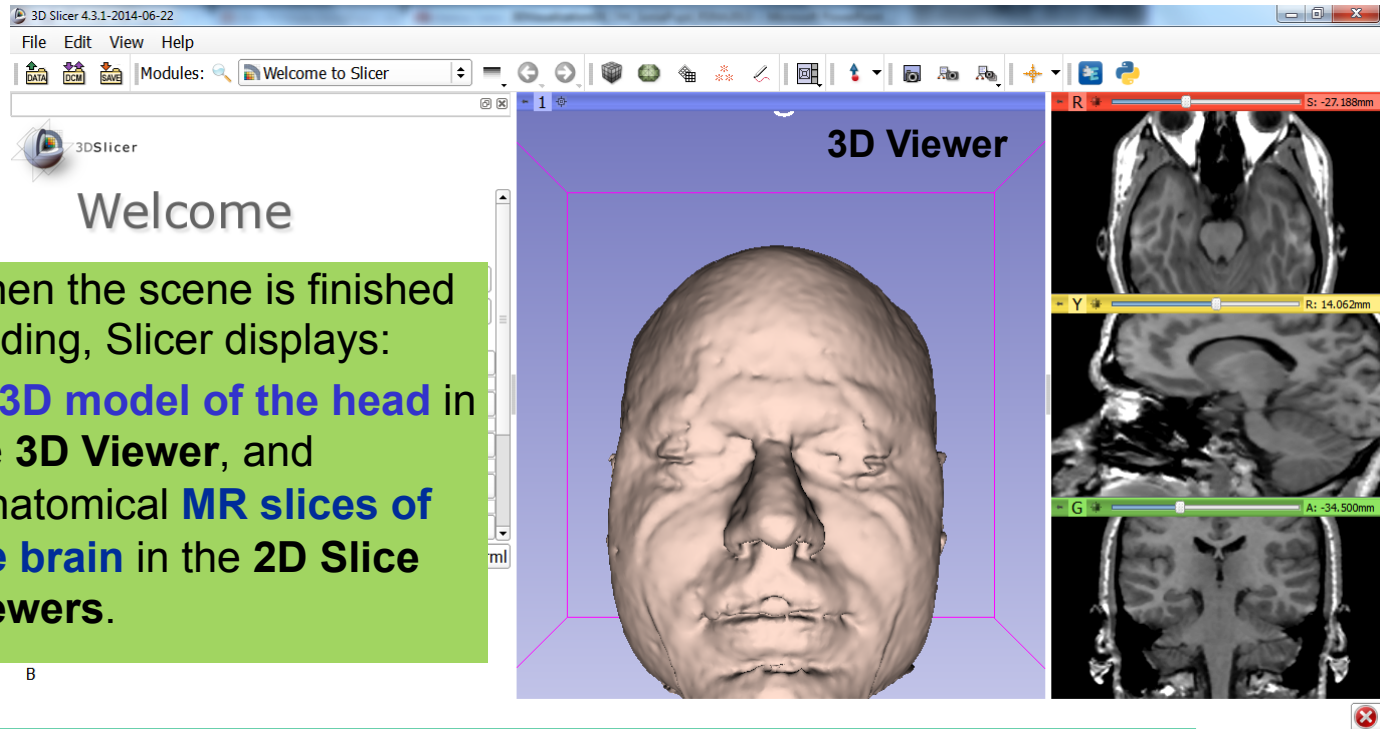 3D Slicer 4.3.1-2014-06-22
File Edit View Help
DATA DCM SAVE Modules: Welcome to Slicer
1
R S: -27.188mm
3DSlicer
3D Viewer
Welcome
hen the scene is finished
ding, Slicer displays:
3D model of the head in
e 3D Viewer, and
natomical MR slices of
e brain in the 2D Slice
ewers.
Y R: 14.062mm
G A: -34.500mm
ml
B